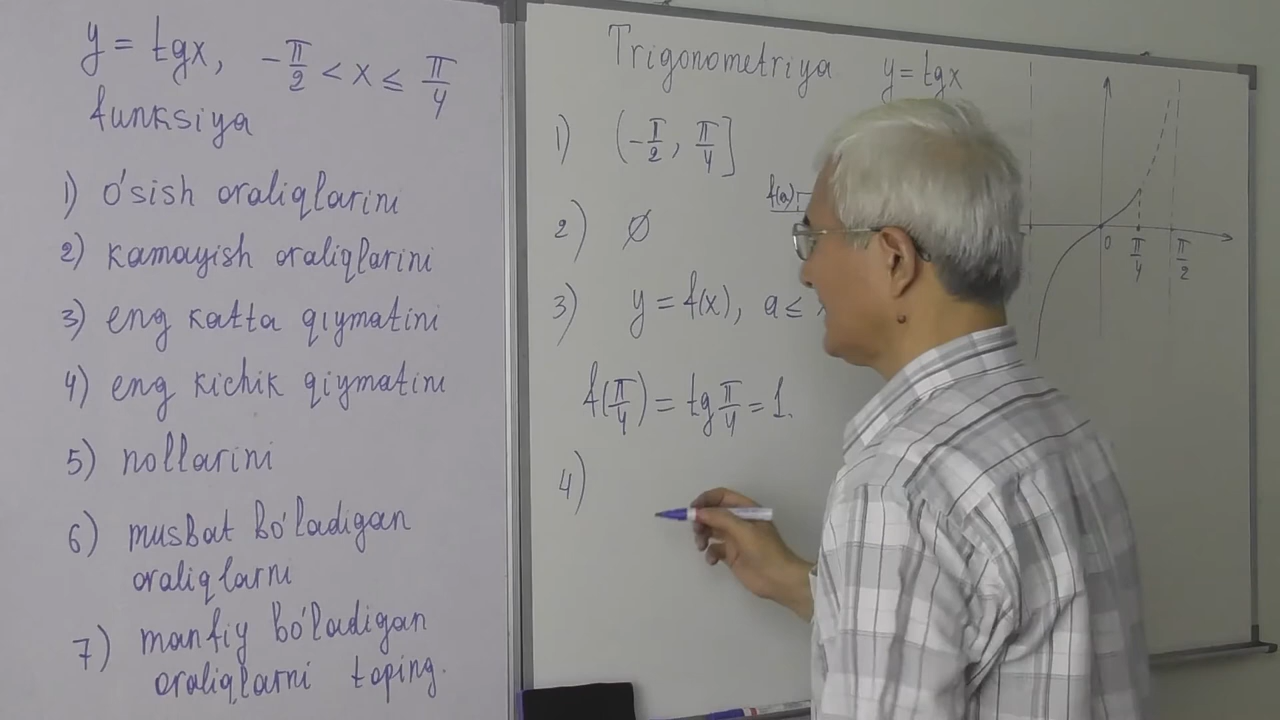 y = tgx, -π/2 < x ≤ π/4
funksiya
1) o'sish oraliqlarini
2) kamayish oraliqlarini
3) eng katta qiymatini
4) eng kichik qiymatini
5) nollarini
6) musbat bo'ladigan
oraliqlarni
7) manfiy bo'ladigan
oraliqlarni toping.
Trigonometriya y = tgx
1) (-π/2, π/4]
f(a)
2) ∅
3) y = f(x), a ≤
f(π/4) = tg π/4 = 1.
4)
0 π/4 π/2